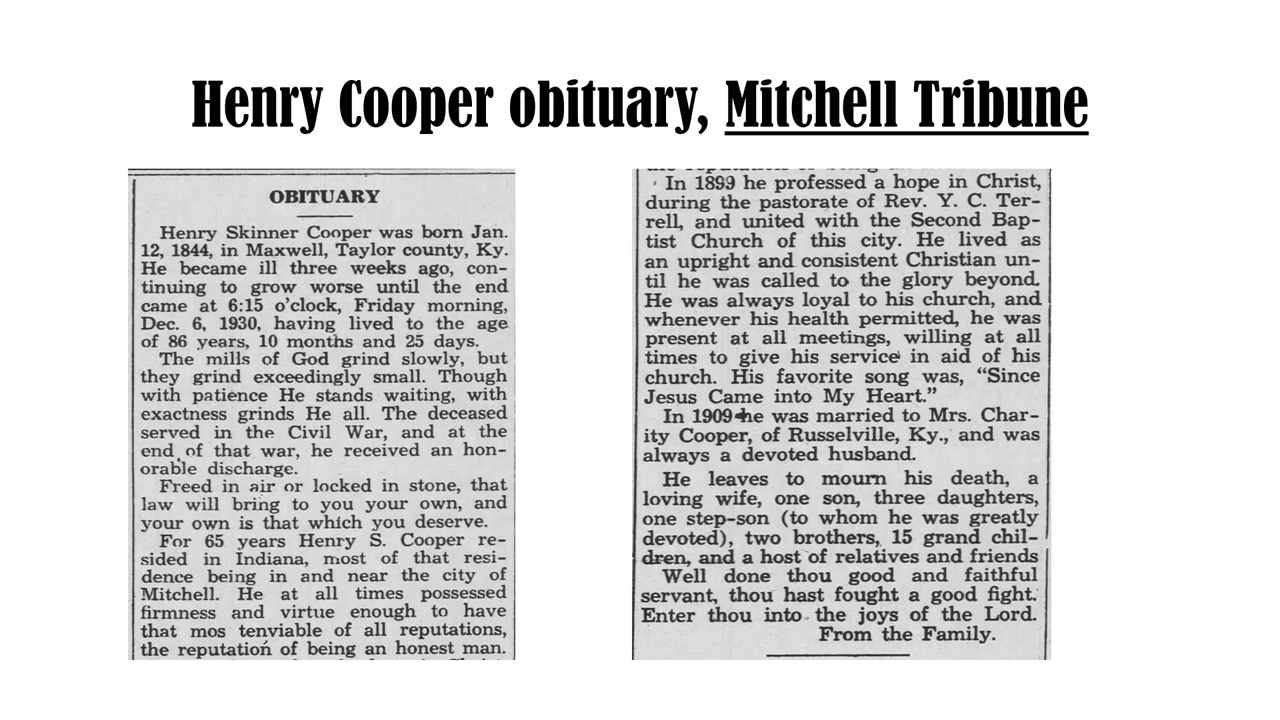 Henry Cooper obituary, Mitchell Tribune
OBITUARY
Henry Skinner Cooper was born Jan.
12, 1844, in Maxwell, Taylor county, Ky.
He became ill three weeks ago, con-
tinuing to grow worse until the end
came at 6:15 o'clock, Friday morning,
Dec. 6, 1930, having lived to the age
of 86 years, 10 months and 25 days.
The mills of God grind slowly, but
they grind exceedingly small. Though
with patience He stands waiting, with
exactness grinds He all. The deceased
served in the Civil War, and at the
end of that war, he received an hon-
orable discharge.
Freed in air or locked in stone, that
law will bring to you your own, and
your own is that which you deserve.
For 65 years Henry S. Cooper re-
sided in Indiana, most of that resi-
dence being in and near the city of
Mitchell. He at all times possessed
firmness and virtue enough to have
that mos tenviable of all reputations,
the reputation of being an honest man.
In 1899 he professed a hope in Christ,
during the pastorate of Rev. Y. C. Ter-
rell, and united with the Second Bap-
tist Church of this city. He lived as
an upright and consistent Christian un-
til he was called to the glory beyond.
He was always loyal to his church, and
whenever his health permitted, he was
present at all meetings, willing at all
times to give his service in aid of his
church. His favorite song was, "Since
Jesus Came into My Heart."
In 1909 he was married to Mrs. Char-
ity Cooper, of Russelville, Ky., and was
always a devoted husband.
He leaves to mourn his death, a
loving wife, one son, three daughters,
one step-son (to whom he was greatly
devoted), two brothers, 15 grand chil-
dren, and a host of relatives and friends
Well done thou good and faithful
servant, thou hast fought a good fight.
Enter thou into the joys of the Lord.
From the Family.